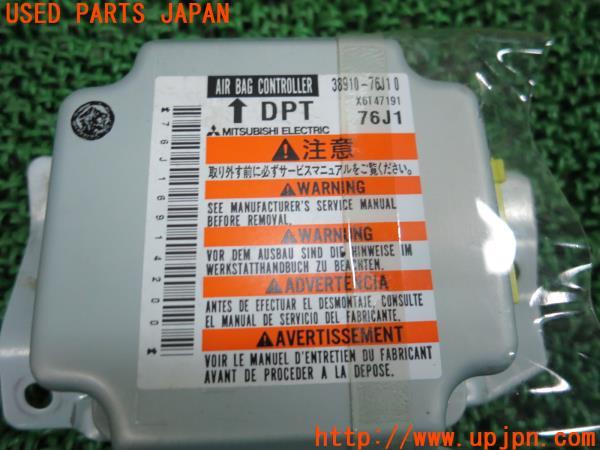 USED PARTS JAPAN
AIR BAG CONTROLLER
38910-76J10
↑ DPT
X6T47191
76J1
MITSUBISHI ELECTRIC
注意
取り外す前に必ずサービスマニュアルをご覧ください。
WARNING
SEE MANUFACTURER'S SERVICE MANUAL
BEFORE REMOVAL.
WARNUNG
VOR DEM AUSBAU SIND DIE HINWEISE IM
WERKSTATTHANDBUCH ZU BEACHTEN.
ADVERTENCIA
ANTES DE EFECTUAR EL DESMONTAJE, CONSULTE
EL MANUAL DE SERVICIO DEL FABRICANTE.
AVERTISSEMENT
VOIR LE MANUEL D'ENTRETIEN DU FABRICANT
AVANT DE PROCEDER A LA DEPOSE.
*76J16914200*
http://www.upjpn.com/